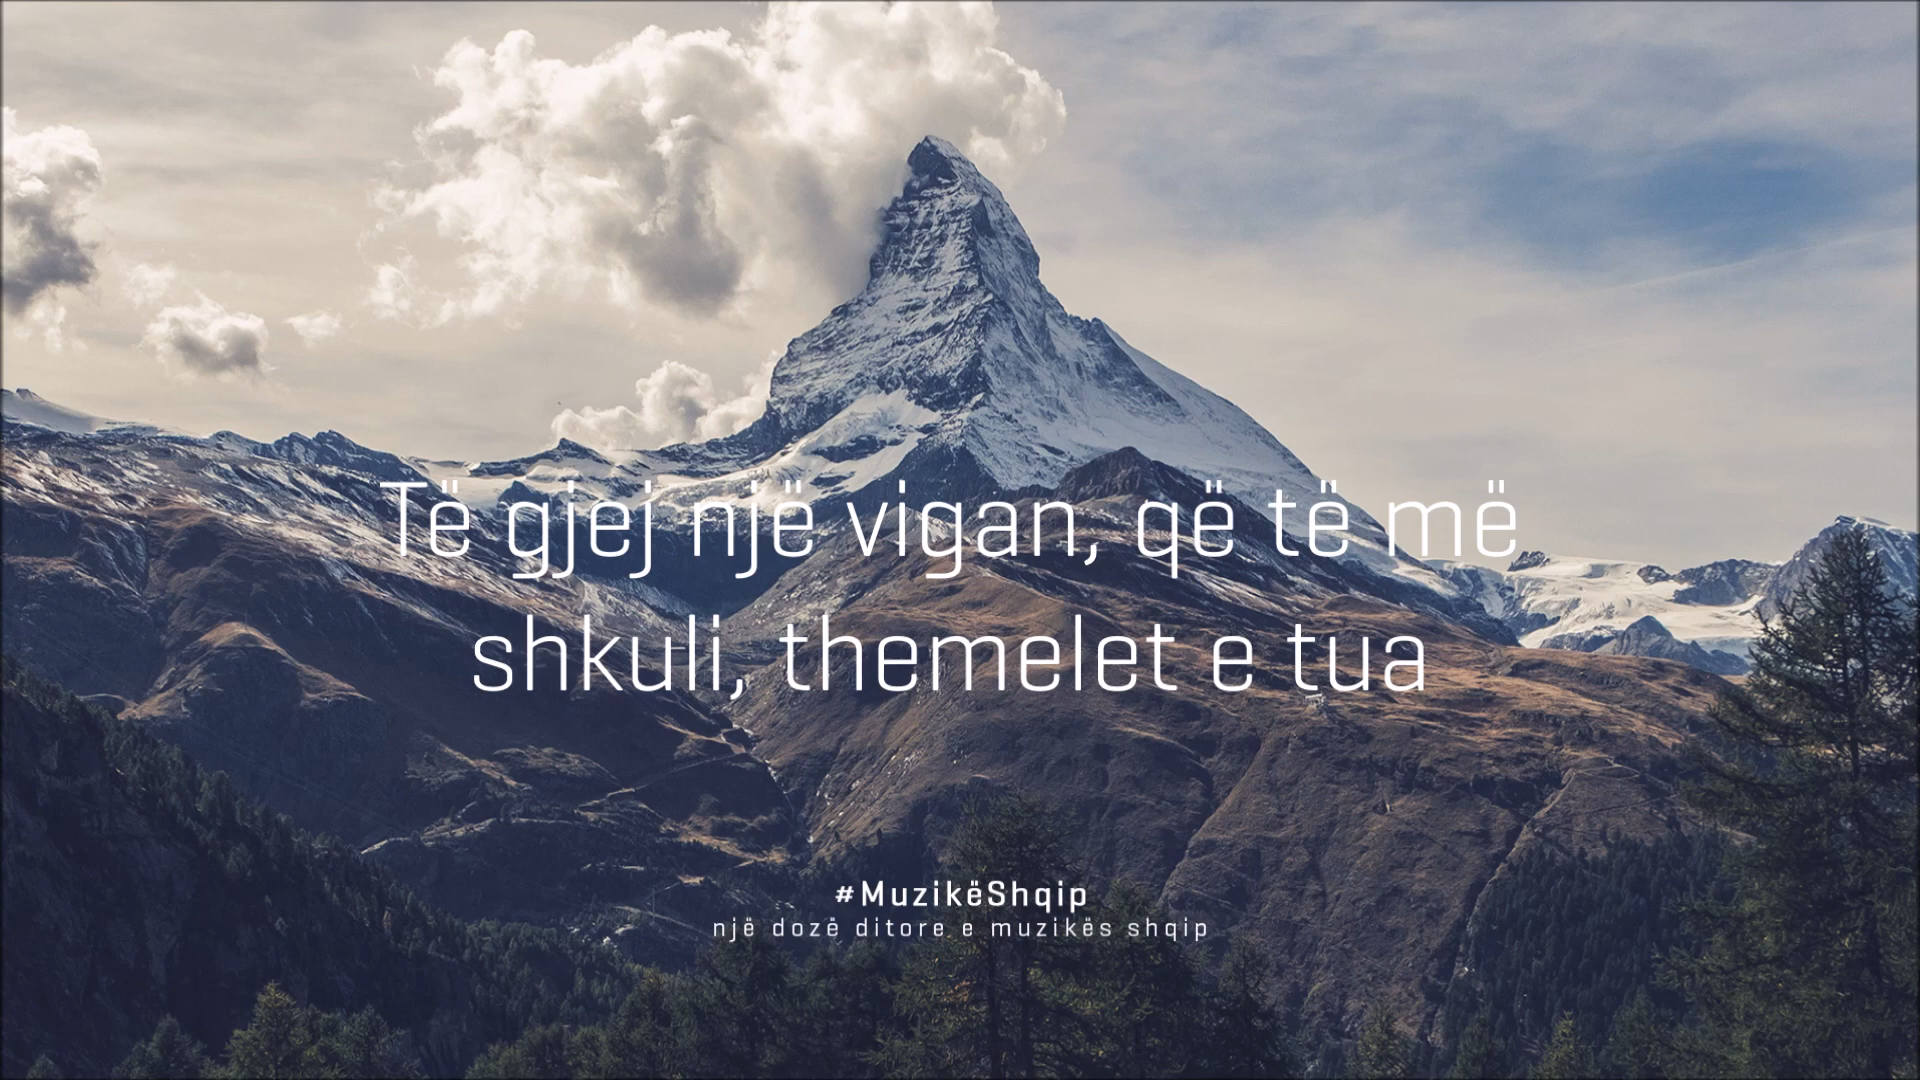 Të gjej një vigan, që të më
shkuli, themelet e tua
#MuzikëShqip
një dozë ditore e muzikës shqip